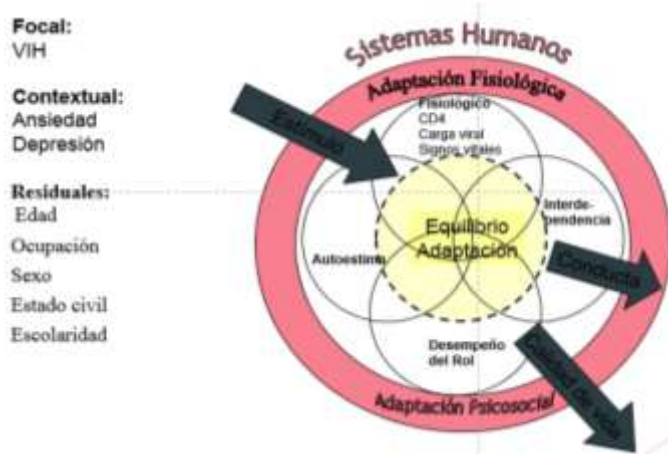 Focal:
VIH
Contextual:
Ansiedad
Depresión
Residuales:
Edad
Ocupación
Sexo
Estado civil
Escolaridad
Sistemas Humanos
Adaptación Fisiológica
Estímulo
Fisiológico
CD4
Carga viral
Signos vitales
Interde-
pendencia
Equilibrio
Adaptación
Autoestima
Conducta
Desempeño
del Rol
Calidad de vida
Adaptación Psicosocial